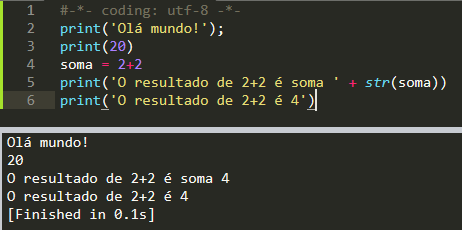 1 #-*- coding: utf-8 -*-
2 print('Olá mundo!');
3 print(20)
4 soma = 2+2
5 print('O resultado de 2+2 é soma ' + str(soma))
6 print('O resultado de 2+2 é 4')
Olá mundo!
20
O resultado de 2+2 é soma 4
O resultado de 2+2 é 4
[Finished in 0.1s]